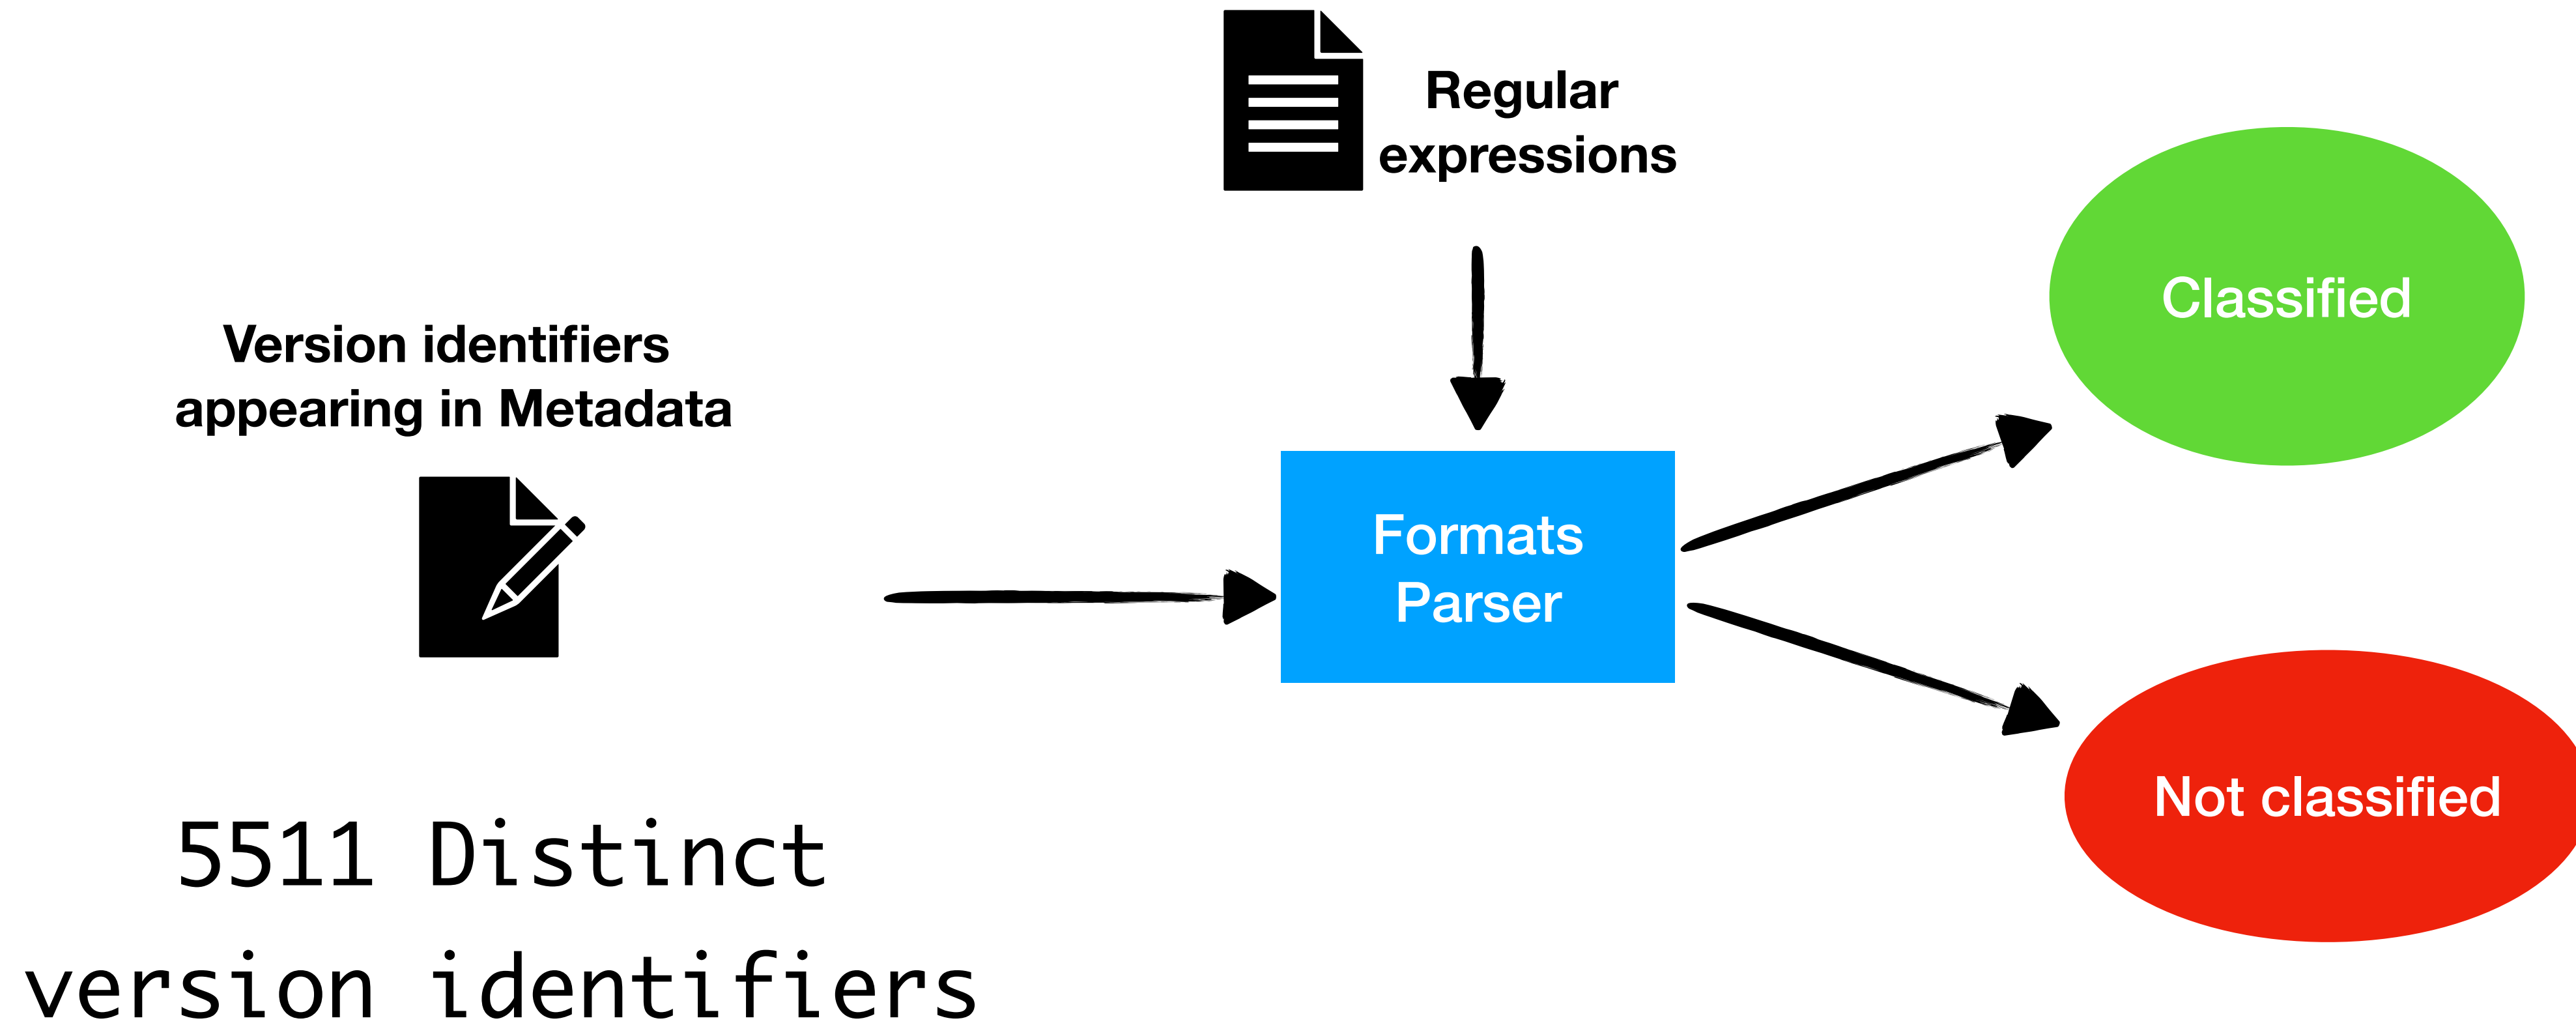 Regular
expressions
Version identifiers
appearing in Metadata
Classified
Formats
Parser
Not classified
5511 Distinct
version identifiers